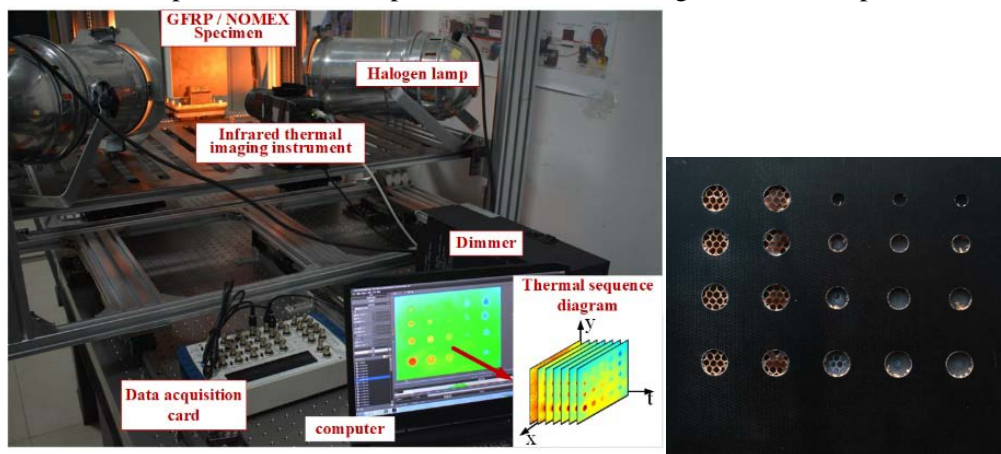 GFRP / NOMEX
Specimen
Halogen lamp
Infrared thermal
imaging instrument
Dimmer
Thermal sequence
diagram
y
t
x
Data acquisition
card
computer